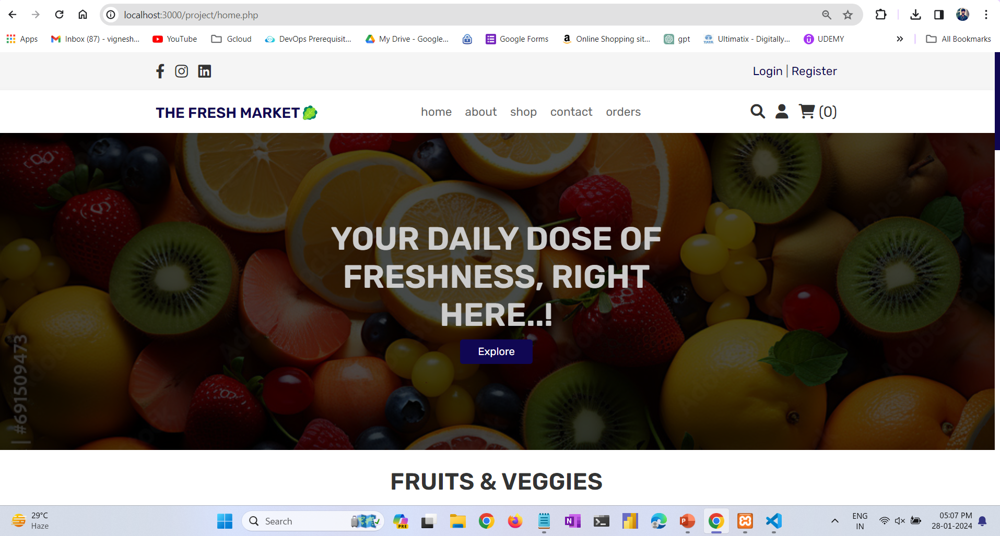 localhost:3000/project/home.php
Apps
Inbox (87) - vignesh...
YouTube
Gcloud
DevOps Prerequisit...
My Drive - Google...
Google Forms
Online Shopping sit...
gpt
Ultimatix - Digitally...
UDEMY
»
All Bookmarks
Login | Register
THE FRESH MARKET
home
about
shop
contact
orders
(0)
YOUR DAILY DOSE OF
FRESHNESS, RIGHT
HERE..!
Explore
| #691509473
FRUITS & VEGGIES
29°C
Haze
Search
PRE
ENG
IN
05:07 PM
28-01-2024